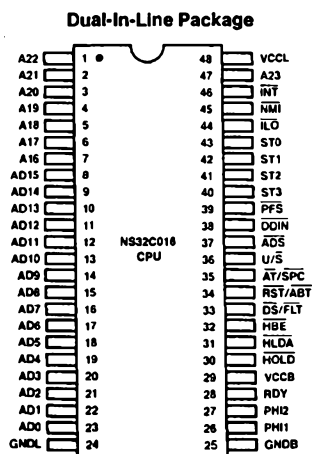 Dual-In-Line Package
A22 1 48 VCCL
A21 2 47 A23
A20 3 46 INT
A19 4 45 NMI
A18 5 44 ILO
A17 6 43 ST0
A16 7 42 ST1
AD15 8 41 ST2
AD14 9 40 ST3
AD13 10 39 PFS
AD12 11 38 DDIN
AD11 12 NS32C016 37 ADS
AD10 13 CPU 36 U/S
AD9 14 35 AT/SPC
AD8 15 34 RST/ABT
AD7 16 33 DS/FLT
AD6 17 32 HBE
AD5 18 31 HLDA
AD4 19 30 HOLD
AD3 20 29 VCCB
AD2 21 28 RDY
AD1 22 27 PHI2
AD0 23 26 PHI1
GNDL 24 25 GNDB